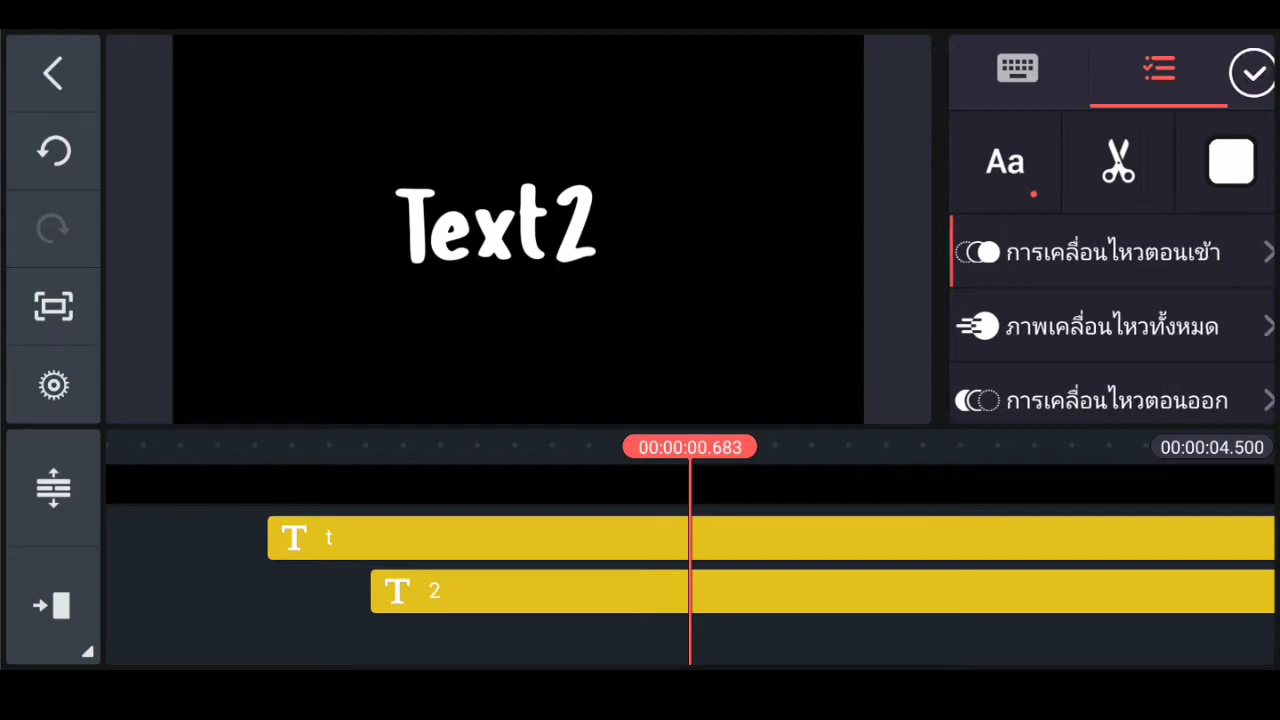 Text2
Aa
การเคลื่อนไหวตอนเข้า
ภาพเคลื่อนไหวทั้งหมด
การเคลื่อนไหวตอนออก
00:00:00.683
00:00:04.500
T t
T 2